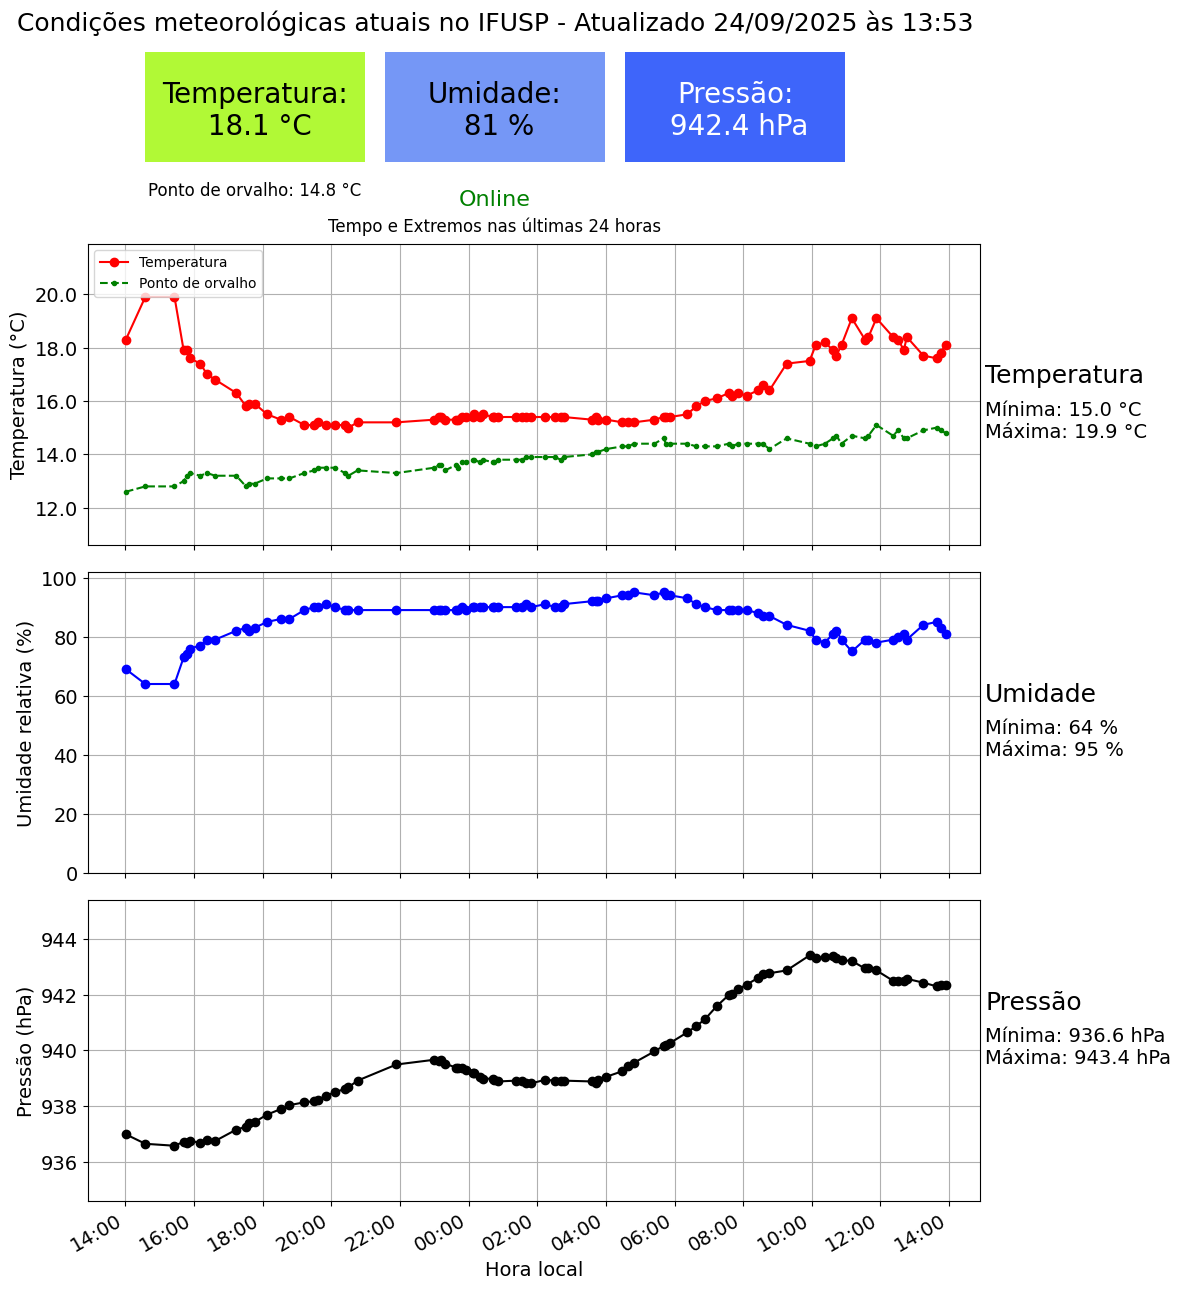 Condições meteorológicas atuais no IFUSP - Atualizado 24/09/2025 às 13:53
Temperatura:
18.1 °C
Umidade:
81 %
Pressão:
942.4 hPa
Ponto de orvalho: 14.8 °C
Online
Tempo e Extremos nas últimas 24 horas
Temperatura
Ponto de orvalho
Temperatura (°C)
20.0
18.0
16.0
14.0
12.0
Temperatura
Mínima: 15.0 °C
Máxima: 19.9 °C
Umidade relativa (%)
100
80
60
40
20
0
Umidade
Mínima: 64 %
Máxima: 95 %
Pressão (hPa)
944
942
940
938
936
Pressão
Mínima: 936.6 hPa
Máxima: 943.4 hPa
14:00
16:00
18:00
20:00
22:00
00:00
02:00
04:00
06:00
08:00
10:00
12:00
14:00
Hora local